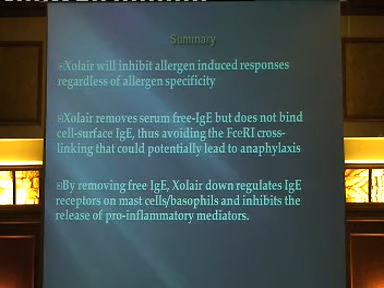 Summary
Xolair will inhibit allergen induced responses
regardless of allergen specificity
Xolair removes serum free-IgE but does not bind
cell-surface IgE, thus avoiding the FceRI cross-
linking that could potentially lead to anaphylaxis
By removing free IgE, Xolair down regulates IgE
receptors on mast cells/basophils and inhibits the
release of pro-inflammatory mediators.